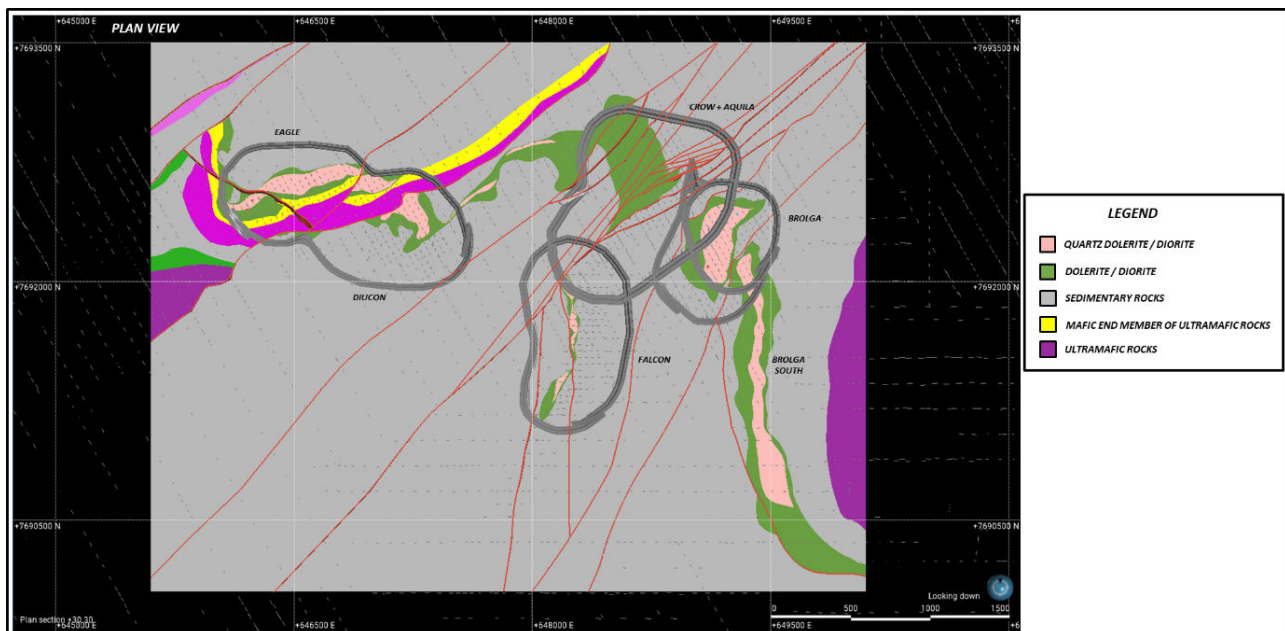 +645000 E
+646500 E
+648000 E
+649500 E
+6
PLAN VIEW
+7693500 N
+7693500 N
CROW + AQUILA
EAGLE
BROLGA
+7692000 N
+7692000 N
DIUCON
FALCON
BROLGA
SOUTH
+7690500 N
+7690500 N
Looking down
0 500 1000 1500
Plan section +30.30
+645000 E
+646500 E
+648000 E
+649500 E
+6
LEGEND
QUARTZ DOLERITE / DIORITE
DOLERITE / DIORITE
SEDIMENTARY ROCKS
MAFIC END MEMBER OF ULTRAMAFIC ROCKS
ULTRAMAFIC ROCKS